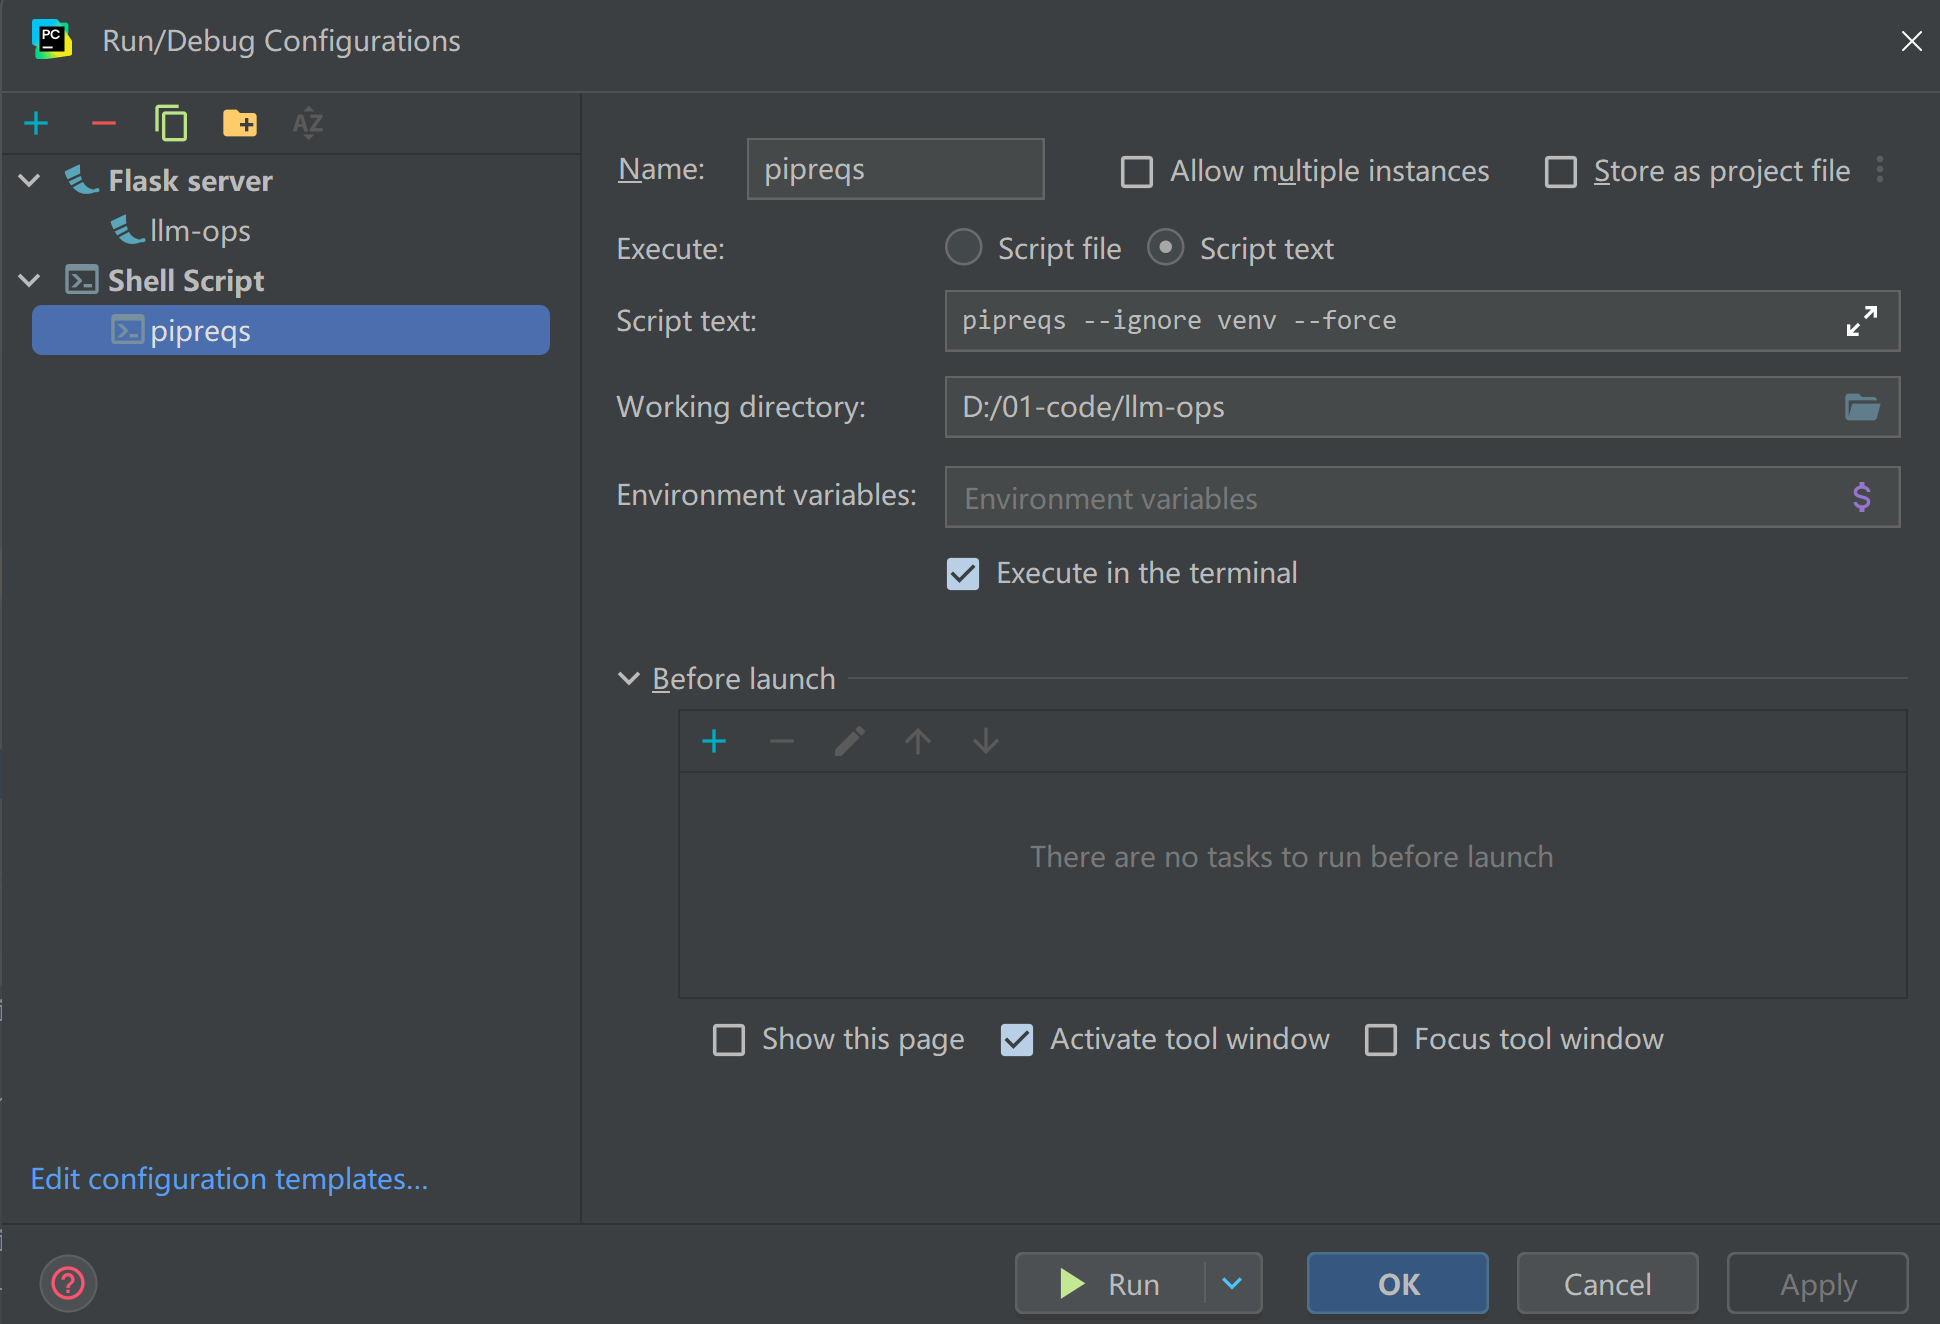 PC
Run/Debug Configurations
AZ
Flask server
llm-ops
Shell Script
pipreqs
Edit configuration templates...
Name: pipreqs Allow multiple instances Store as project file
Execute: Script file Script text
Script text: pipreqs --ignore venv --force
Working directory: D:/01-code/llm-ops
Environment variables: Environment variables $
Execute in the terminal
Before launch
There are no tasks to run before launch
Show this page Activate tool window Focus tool window
? Run OK Cancel Apply